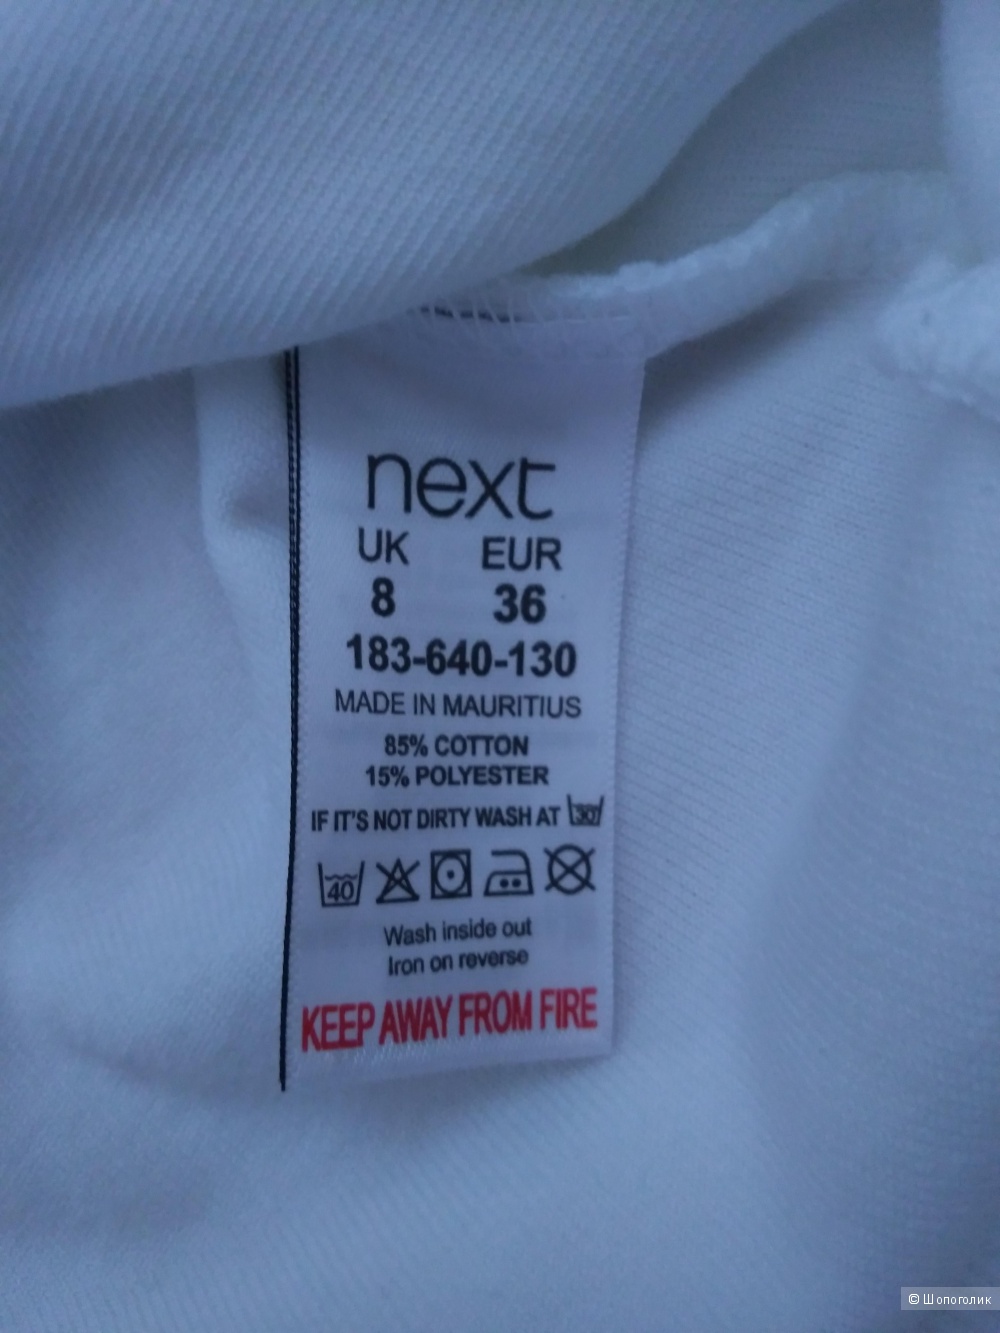 next
UK EUR
8 36
183-640-130
MADE IN MAURITIUS
85% COTTON
15% POLYESTER
IF IT'S NOT DIRTY WASH AT 30
40
Wash inside out
Iron on reverse
KEEP AWAY FROM FIRE
© Шопоголик